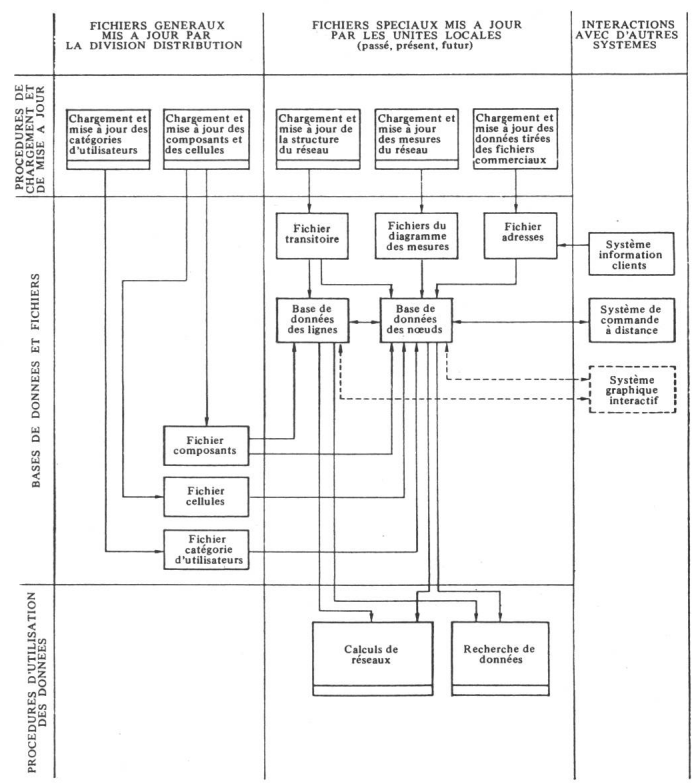 FICHIERS GENERAUX
MIS A JOUR PAR
LA DIVISION DISTRIBUTION
FICHIERS SPECIAUX MIS A JOUR
PAR LES UNITES LOCALES
(passé, présent, futur)
INTERACTIONS
AVEC D'AUTRES
SYSTEMES
PROCEDURES DE
CHARGEMENT ET
DE MISE A JOUR
Chargement et
mise à jour des
catégories
d'utilisateurs
Chargement et
mise à jour des
composants et
des cellules
Chargement et
mise à jour de
la structure
du réseau
Chargement et
mise à jour
des mesures
du réseau
Chargement et
mise à jour des
données tirées
des fichiers
commerciaux
BASES DE DONNEES ET FICHIERS
Fichier
transitoire
Fichiers du
diagramme
des mesures
Fichier
adresses
Système
information
clients
Base de
données
des lignes
Base de
données
des nœuds
Système de
commande
à distance
Système
graphique
interactif
Fichier
composants
Fichier
cellules
Fichier
catégorie
d'utilisateurs
PROCEDURES D'UTILISATION
DES DONNEES
Calculs de
réseaux
Recherche de
données